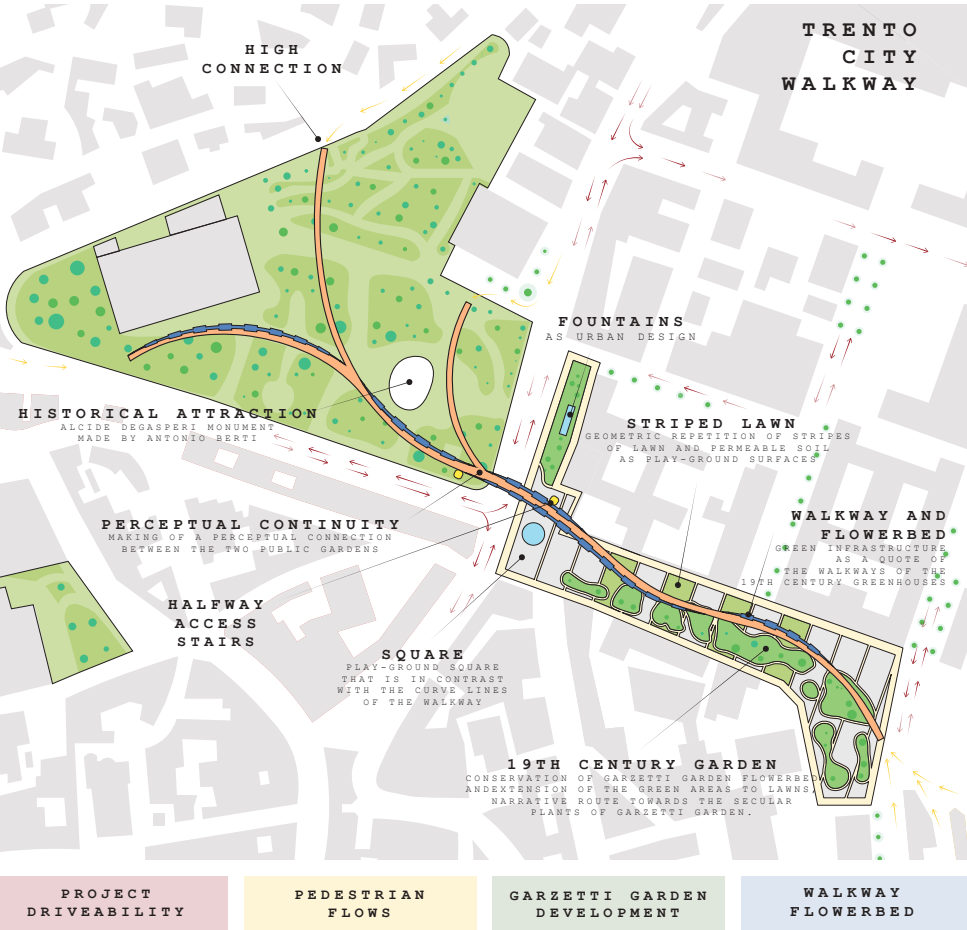 TRENTO
CITY
WALKWAY
HIGH
CONNECTION
FOUNTAINS
AS URBAN DESIGN
HISTORICAL ATTRACTION
ALCIDE DEGASPERI MONUMENT
MADE BY ANTONIO BERTI
STRIPED LAWN
GEOMETRIC REPETITION OF STRIPES
OF LAWN AND PERMEABLE SOIL
AS PLAY-GROUND SURFACES
PERCEPTUAL CONTINUITY
MAKING OF A PERCEPTUAL CONNECTION
BETWEEN THE TWO PUBLIC GARDENS
WALKWAY AND
FLOWERBED
GREEN INFRASTRUCTURE
AS A QUOTE OF
THE WALKWAYS OF THE
19TH CENTURY GREENHOUSES
HALFWAY
ACCESS
STAIRS
SQUARE
PLAY-GROUND SQUARE
THAT IS IN CONTRAST
WITH THE CURVE LINES
OF THE WALKWAY
19TH CENTURY GARDEN
CONSERVATION OF GARZETTI GARDEN FLOWERBED
ANDEXTENSION OF THE GREEN AREAS TO LAWNS,
NARRATIVE ROUTE TOWARDS THE SECULAR
PLANTS OF GARZETTI GARDEN.
PROJECT
DRIVEABILITY
PEDESTRIAN
FLOWS
GARZETTI GARDEN
DEVELOPMENT
WALKWAY
FLOWERBED